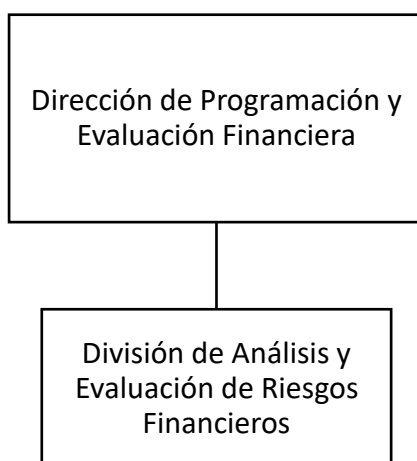 Dirección de Programación y
Evaluación Financiera
División de Análisis y
Evaluación de Riesgos
Financieros